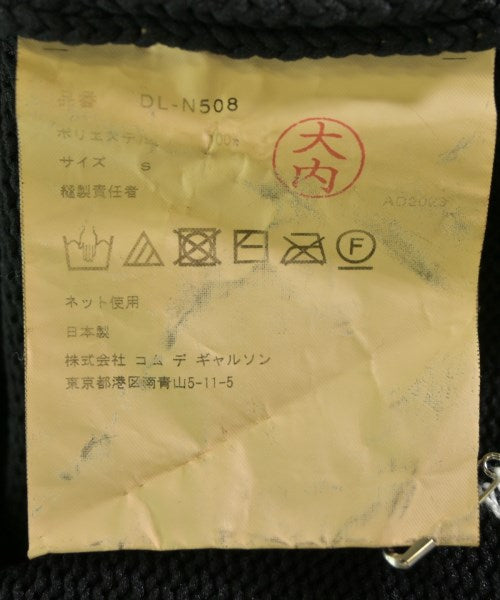 品番 DL-N508
ポリエステル 100%
サイズ S
縫製責任者
大内
AD2023
F
ネット使用
日本製
株式会社 コム デ ギャルソン
東京都港区南青山5-11-5